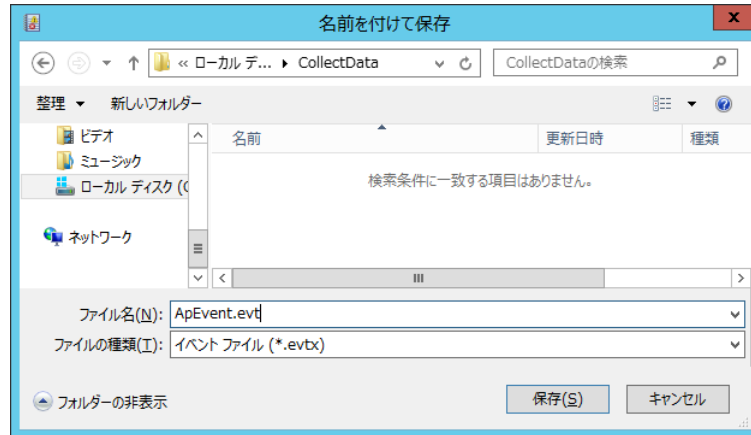 名前を付けて保存
x
« ローカル デ... ▸ CollectData
CollectDataの検索
整理 ▼ 新しいフォルダー
ビデオ
ミュージック
ローカル ディスク (C
ネットワーク
名前 更新日時 種類
検索条件に一致する項目はありません。
ファイル名(N): ApEvent.evt
ファイルの種類(T): イベント ファイル (*.evtx)
フォルダーの非表示
保存(S) キャンセル